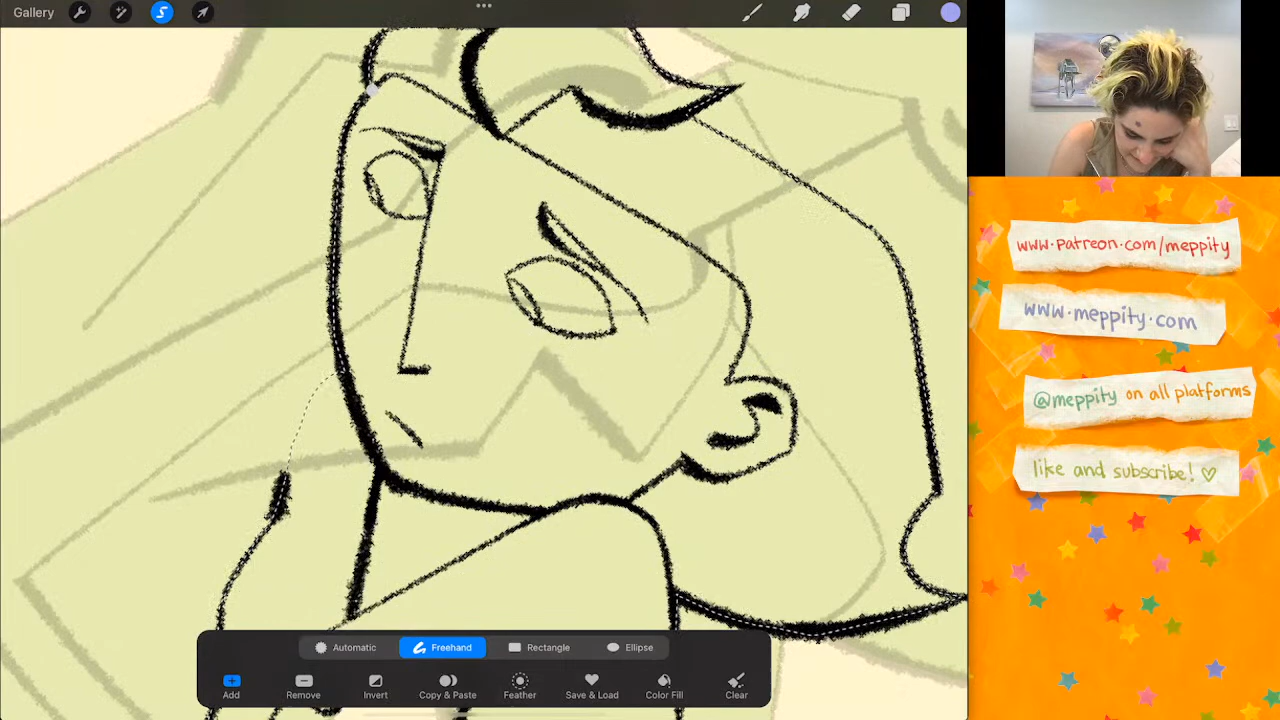 Gallery
www.patreon.com/meppity
www.meppity.com
@meppity on all platforms
like and subscribe!
Automatic Freehand Rectangle Ellipse
Add Remove Invert Copy & Paste Feather Save & Load Color Fill Clear